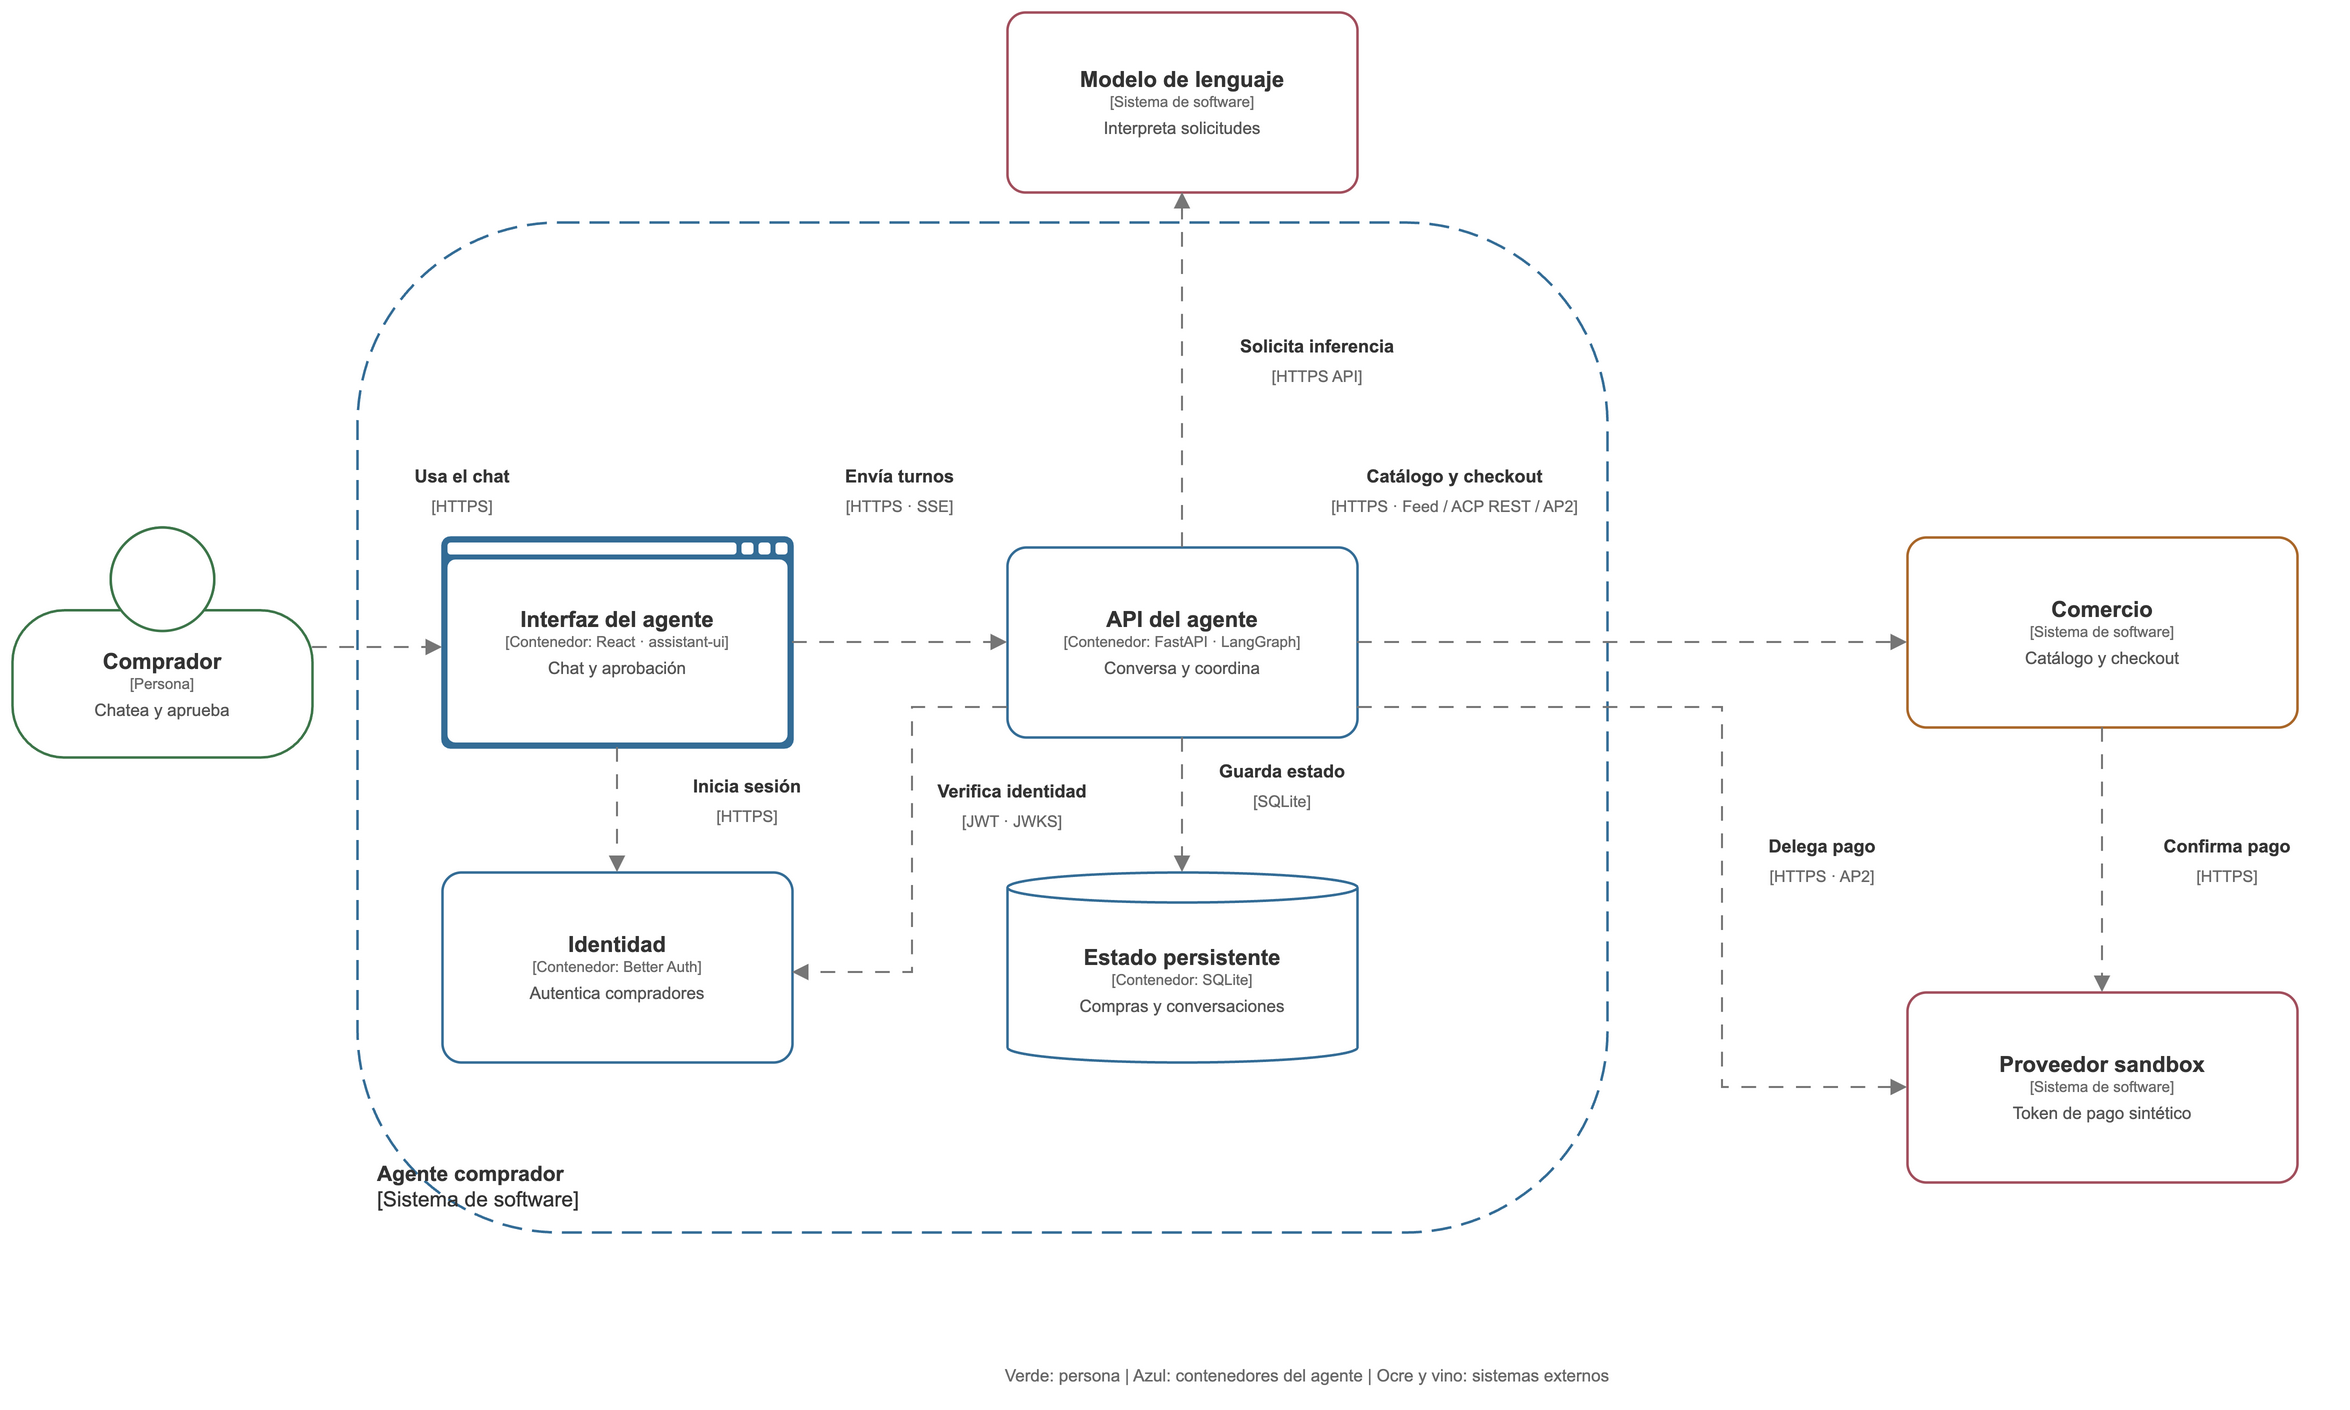 Modelo de lenguaje
[Sistema de software]
Interpreta solicitudes
Solicita inferencia
[HTTPS API]
Usa el chat
[HTTPS]
Envía turnos
[HTTPS · SSE]
Catálogo y checkout
[HTTPS · Feed / ACP REST / AP2]
Comprador
[Persona]
Chatea y aprueba
Interfaz del agente
[Contenedor: React · assistant-ui]
Chat y aprobación
API del agente
[Contenedor: FastAPI · LangGraph]
Conversa y coordina
Comercio
[Sistema de software]
Catálogo y checkout
Inicia sesión
[HTTPS]
Verifica identidad
[JWT · JWKS]
Guarda estado
[SQLite]
Delega pago
[HTTPS · AP2]
Confirma pago
[HTTPS]
Identidad
[Contenedor: Better Auth]
Autentica compradores
Estado persistente
[Contenedor: SQLite]
Compras y conversaciones
Proveedor sandbox
[Sistema de software]
Token de pago sintético
Agente comprador
[Sistema de software]
Verde: persona | Azul: contenedores del agente | Ocre y vino: sistemas externos